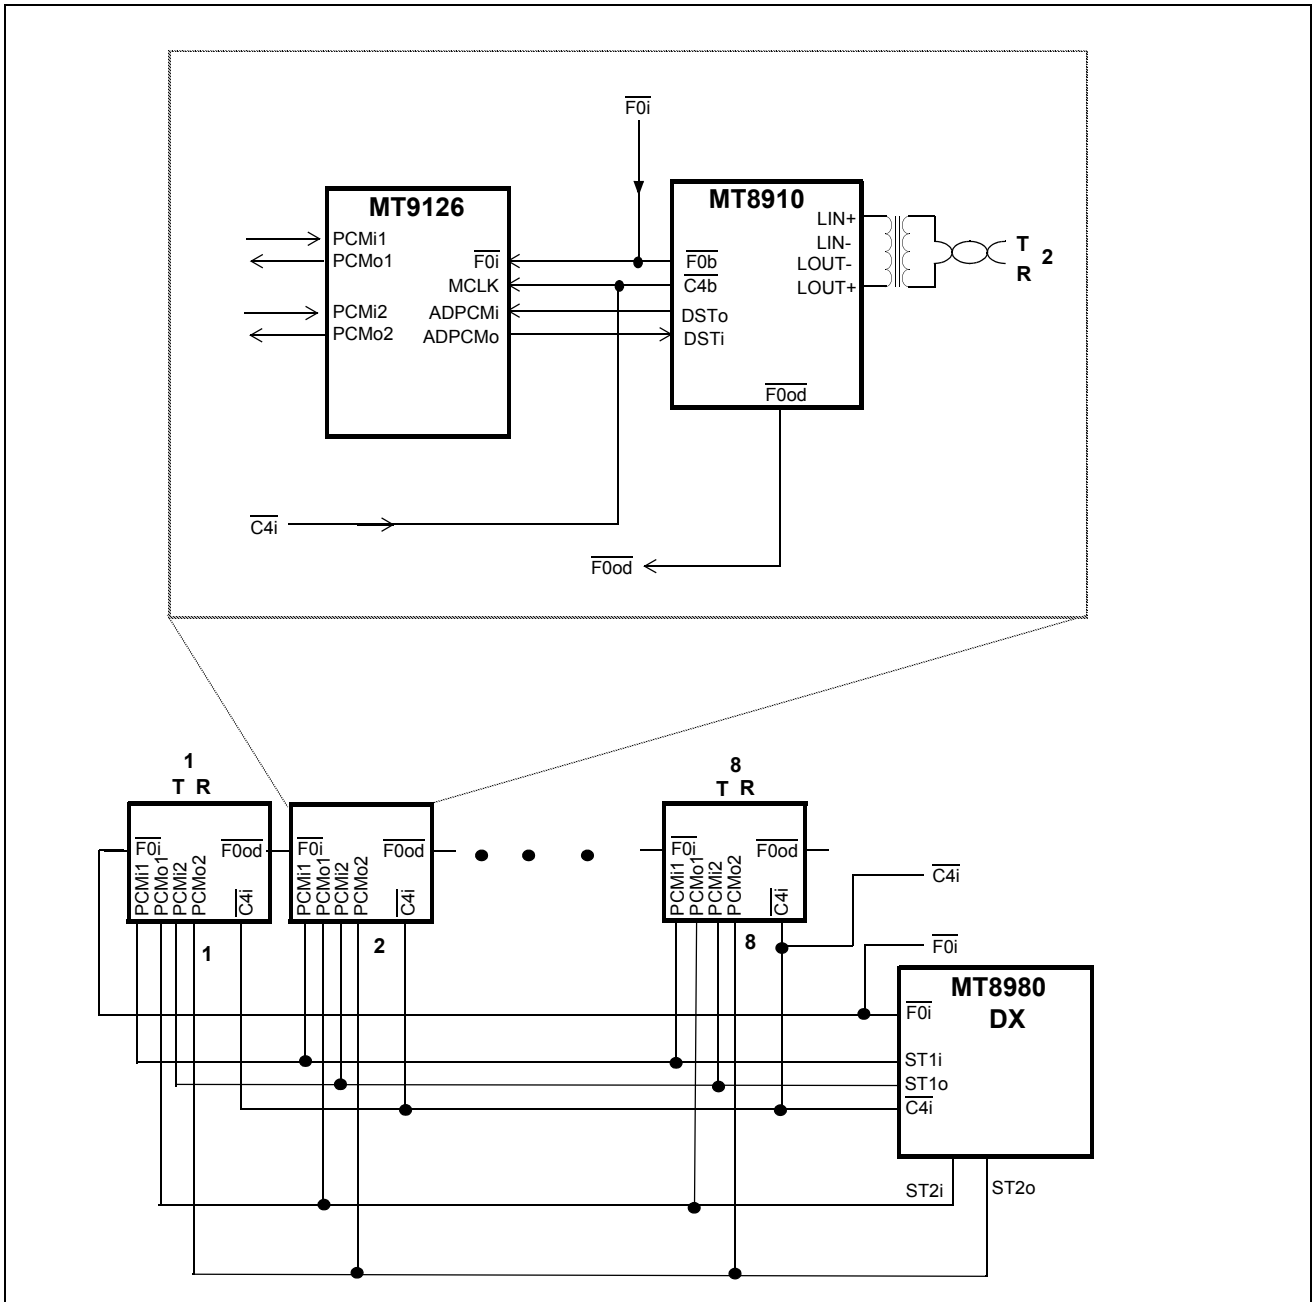 F0i
MT9126
MT8910
PCMi1
PCMo1
PCMi2
PCMo2
F0i
MCLK
ADPCMi
ADPCMo
F0b
C4b
DSTo
DSTi
LIN+
LIN-
LOUT-
LOUT+
F0od
T
R
2
C4i
F0od
1
T R
F0i
F0od
PCMi1
PCMo1
PCMi2
PCMo2
C4i
1
F0i
F0od
PCMi1
PCMo1
PCMi2
PCMo2
C4i
2
8
T R
F0i
F0od
PCMi1
PCMo1
PCMi2
PCMo2
C4i
8
C4i
F0i
MT8980
DX
F0i
ST1i
ST1o
C4i
ST2i
ST2o